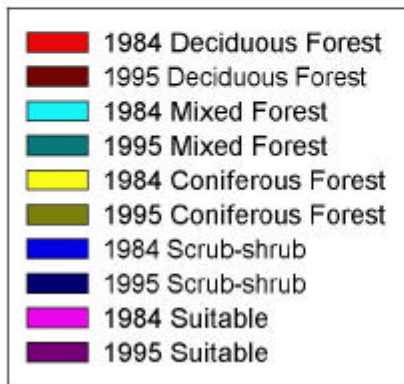 1984 Deciduous Forest
1995 Deciduous Forest
1984 Mixed Forest
1995 Mixed Forest
1984 Coniferous Forest
1995 Coniferous Forest
1984 Scrub-shrub
1995 Scrub-shrub
1984 Suitable
1995 Suitable